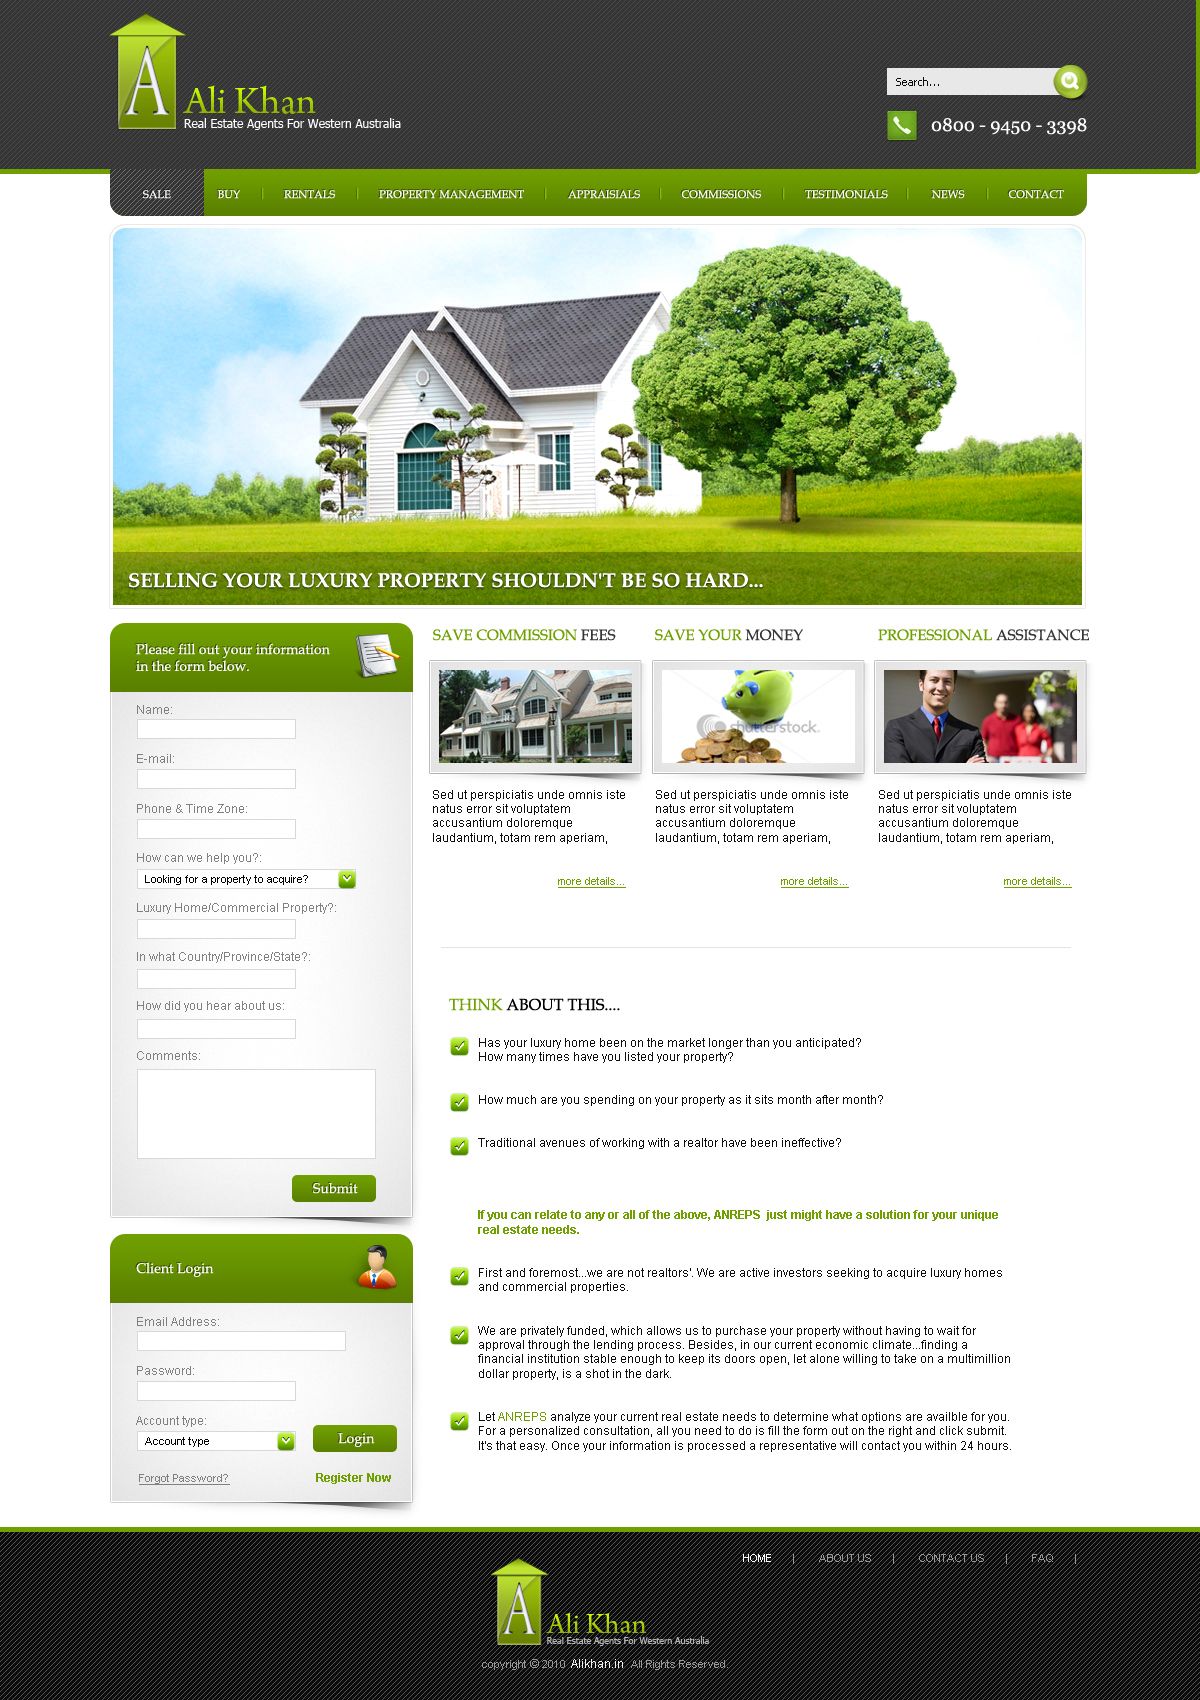 A
Ali Khan
Real Estate Agents For Western Australia
Search...
0800 - 9450 - 3398
SALE
BUY
RENTALS
PROPERTY MANAGEMENT
APPRAISIALS
COMMISSIONS
TESTIMONIALS
NEWS
CONTACT
SELLING YOUR LUXURY PROPERTY SHOULDN'T BE SO HARD...
Please fill out your information
in the form below.
Name:
E-mail:
Phone & Time Zone:
How can we help you?:
Looking for a property to acquire?
Luxury Home/Commercial Property?:
In what Country/Province/State?:
How did you hear about us:
Comments:
Submit
Client Login
Email Address:
Password:
Account type:
Account type
Login
Forgot Password?
Register Now
SAVE COMMISSION FEES
Sed ut perspiciatis unde omnis iste
natus error sit voluptatem
accusantium doloremque
laudantium, totam rem aperiam,
more details...
SAVE YOUR MONEY
shutterstock
Sed ut perspiciatis unde omnis iste
natus error sit voluptatem
accusantium doloremque
laudantium, totam rem aperiam,
more details...
PROFESSIONAL ASSISTANCE
Sed ut perspiciatis unde omnis iste
natus error sit voluptatem
accusantium doloremque
laudantium, totam rem aperiam,
more details...
THINK ABOUT THIS....
Has your luxury home been on the market longer than you anticipated?
How many times have you listed your property?
How much are you spending on your property as it sits month after month?
Traditional avenues of working with a realtor have been ineffective?
If you can relate to any or all of the above, ANREPS just might have a solution for your unique
real estate needs.
First and foremost...we are not realtors'. We are active investors seeking to acquire luxury homes
and commercial properties.
We are privately funded, which allows us to purchase your property without having to wait for
approval through the lending process. Besides, in our current economic climate...finding a
financial institution stable enough to keep its doors open, let alone willing to take on a multimillion
dollar property, is a shot in the dark.
Let ANREPS analyze your current real estate needs to determine what options are availble for you.
For a personalized consultation, all you need to do is fill the form out on the right and click submit.
It's that easy. Once your information is processed a representative will contact you within 24 hours.
HOME | ABOUT US | CONTACT US | FAQ |
A
Ali Khan
Real Estate Agents For Western Australia
copyright © 2010 Alikhan.in All Rights Reserved.